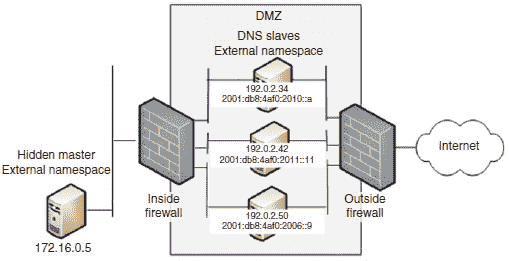 DMZ
DNS slaves
External namespace
192.0.2.34
2001:db8:4af0:2010::a
192.0.2.42
2001:db8:4af0:2011::11
192.0.2.50
2001:db8:4af0:2006::9
Hidden master
External namespace
172.16.0.5
Inside
firewall
Outside
firewall
Internet